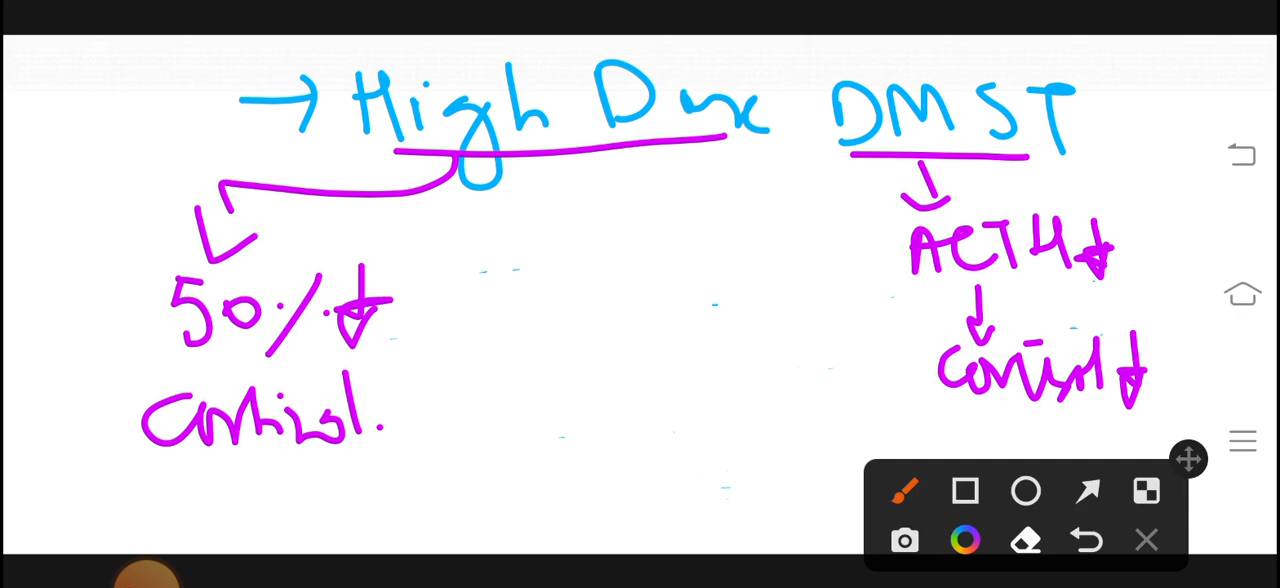 → High Dose DMST
50% ↓
Cortisol.
ACTH ↓
↓
Cortisol ↓